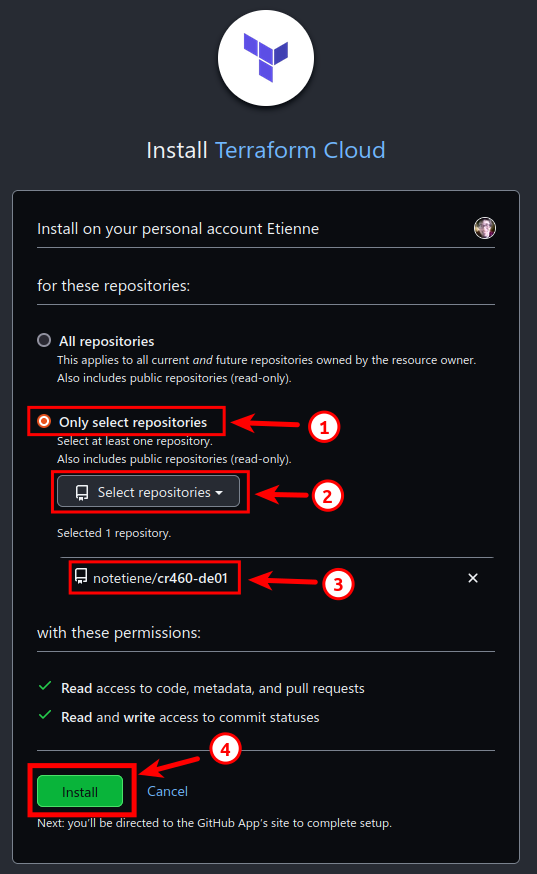 Install Terraform Cloud
Install on your personal account Etienne
for these repositories:
All repositories
This applies to all current and future repositories owned by the resource owner.
Also includes public repositories (read-only).
Only select repositories
1
Select at least one repository.
Also includes public repositories (read-only).
Select repositories
2
Selected 1 repository.
notetiene/cr460-de01
3
with these permissions:
Read access to code, metadata, and pull requests
Read and write access to commit statuses
4
Install Cancel
Next: you'll be directed to the GitHub App's site to complete setup.